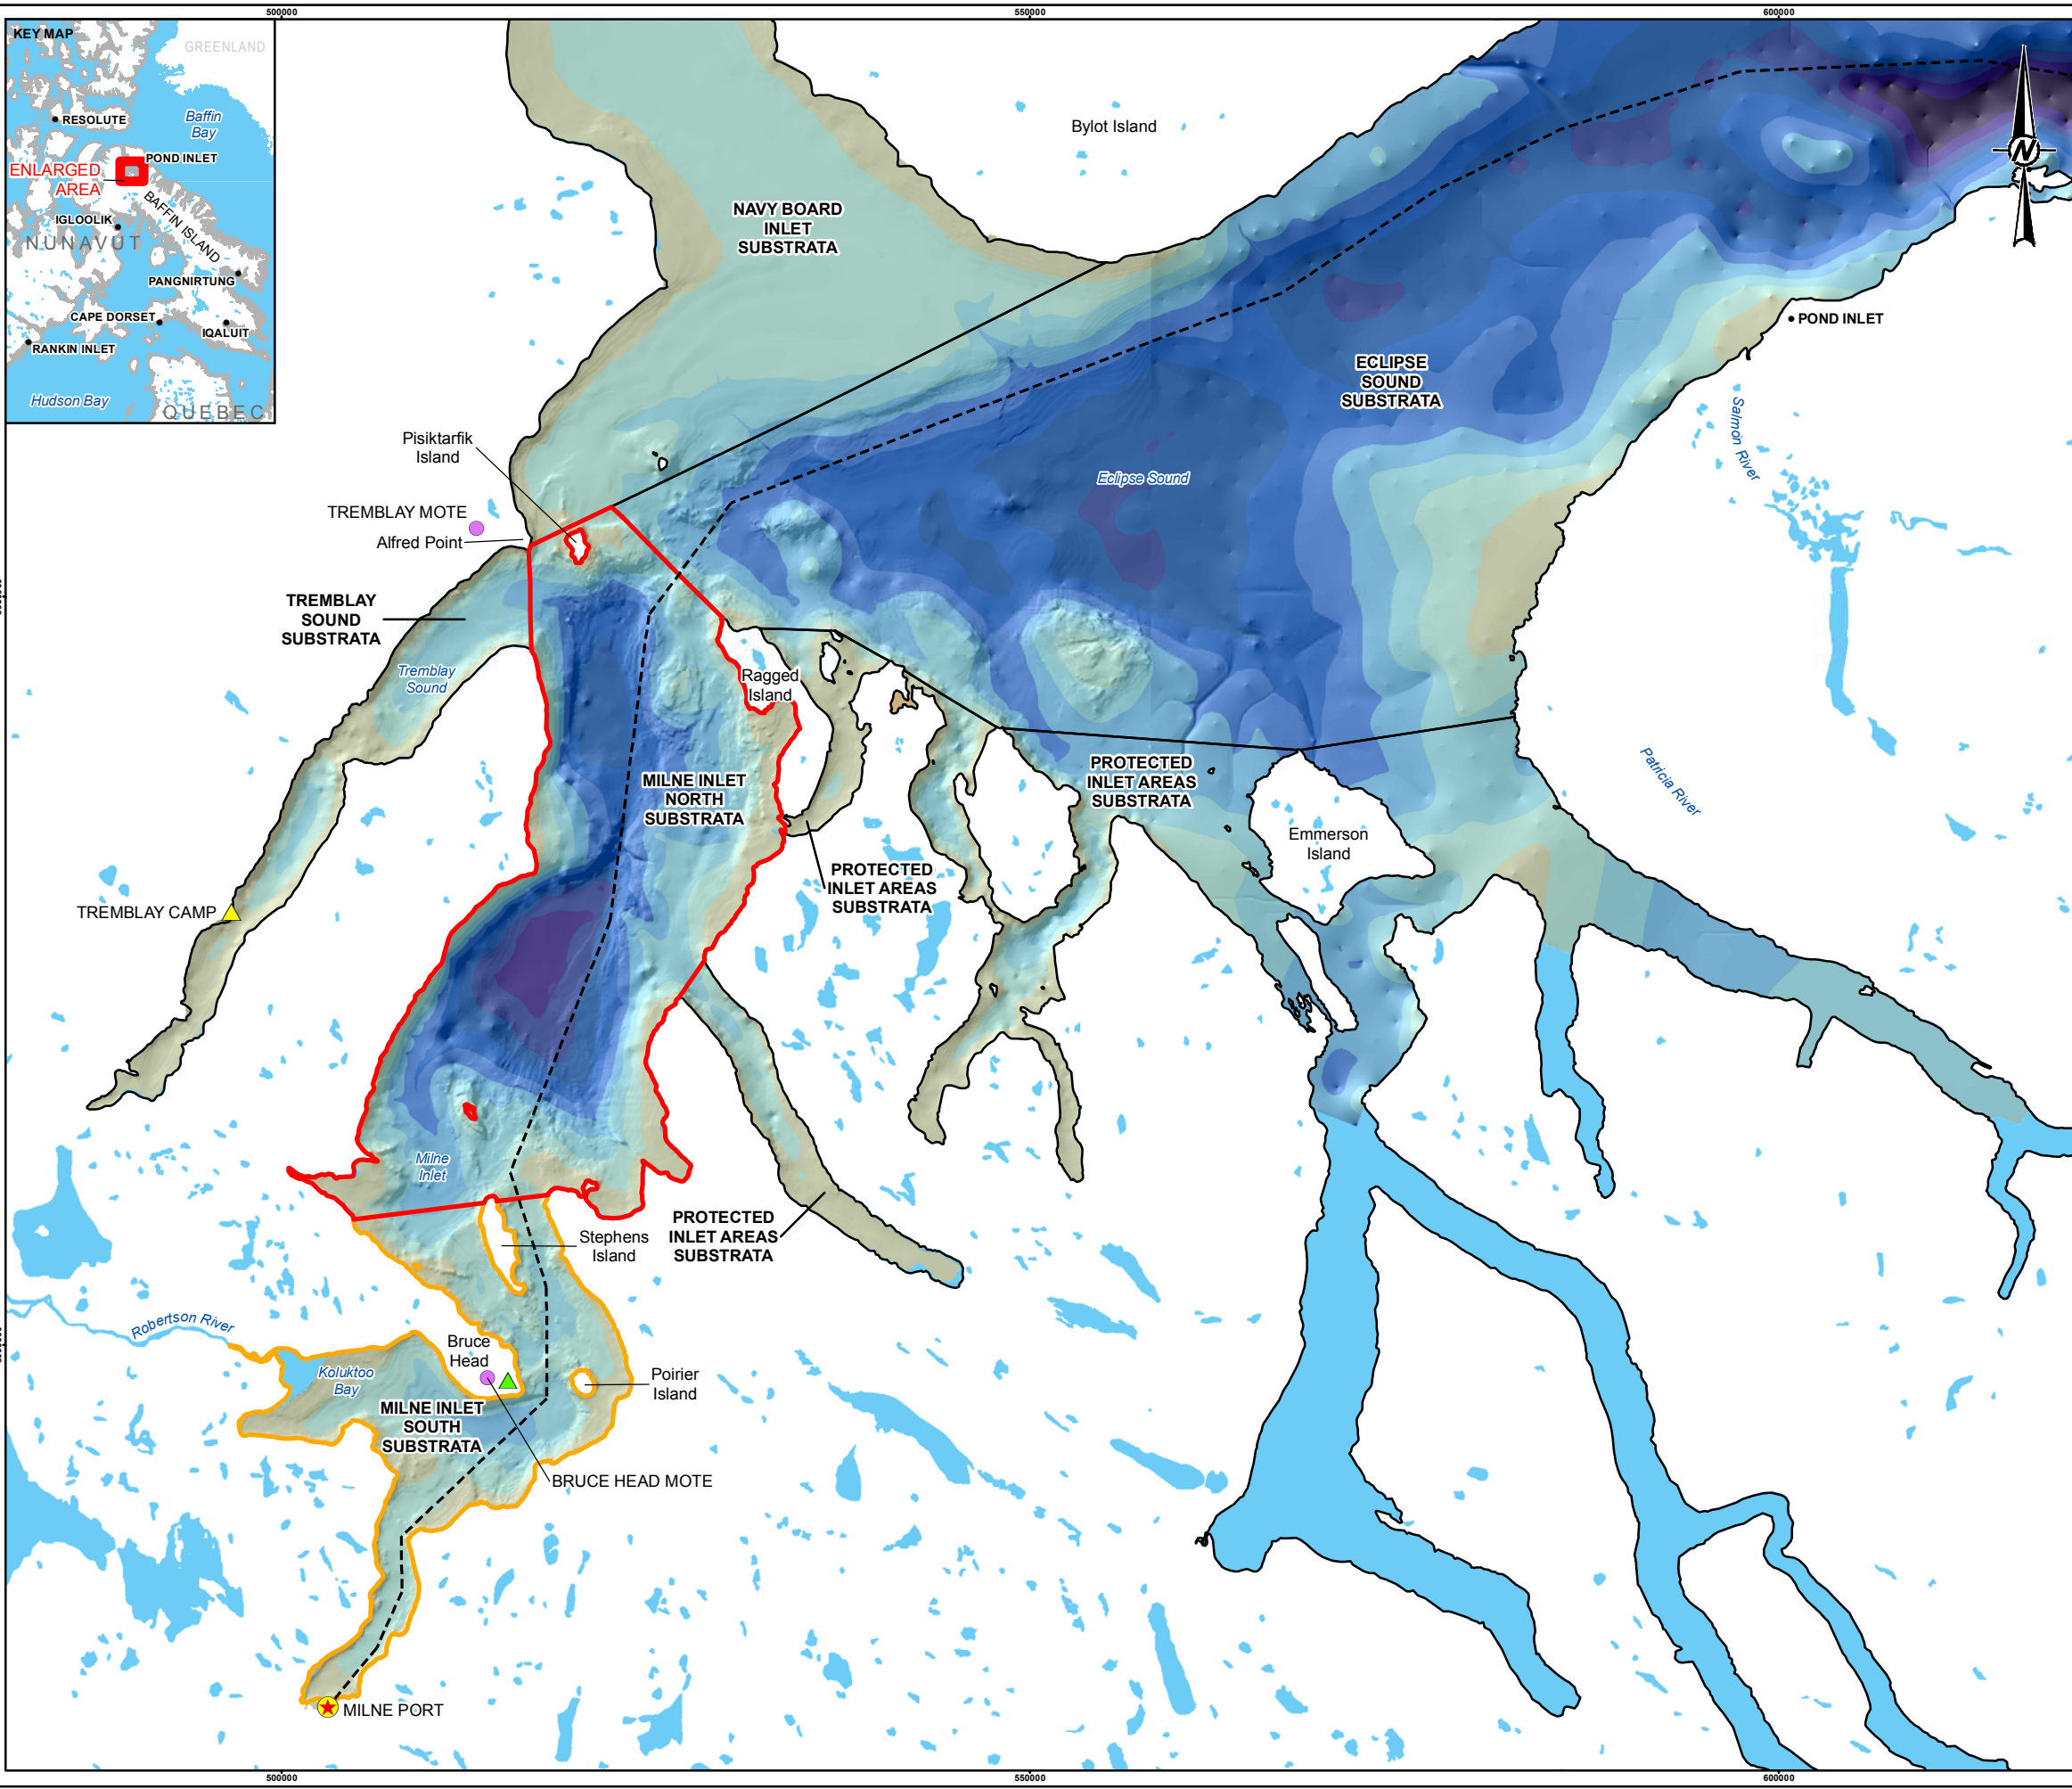 500000
550000
600000
KEY MAP
GREENLAND
Baffin
Bay
RESOLUTE
POND INLET
ENLARGED
AREA
BAFFIN ISLAND
IGLOOLIK
NUNAVUT
PANGNIRTUNG
CAPE DORSET
IQALUIT
RANKIN INLET
Hudson Bay
QUEBEC
Bylot Island
N
NAVY BOARD
INLET
SUBSTRATA
POND INLET
ECLIPSE
SOUND
SUBSTRATA
Salmon River
Pisiktarfik
Island
Eclipse Sound
TREMBLAY MOTE
Alfred Point
TREMBLAY
SOUND
SUBSTRATA
Tremblay
Sound
Ragged
Island
MILNE INLET
NORTH
SUBSTRATA
PROTECTED
INLET AREAS
SUBSTRATA
Patricia River
Emmerson
Island
PROTECTED
INLET AREAS
SUBSTRATA
TREMBLAY CAMP
Milne
Inlet
PROTECTED
INLET AREAS
SUBSTRATA
Stephens
Island
Robertson River
Bruce
Head
Koluktoo
Bay
Poirier
Island
MILNE INLET
SOUTH
SUBSTRATA
BRUCE HEAD MOTE
MILNE PORT
500000
550000
600000